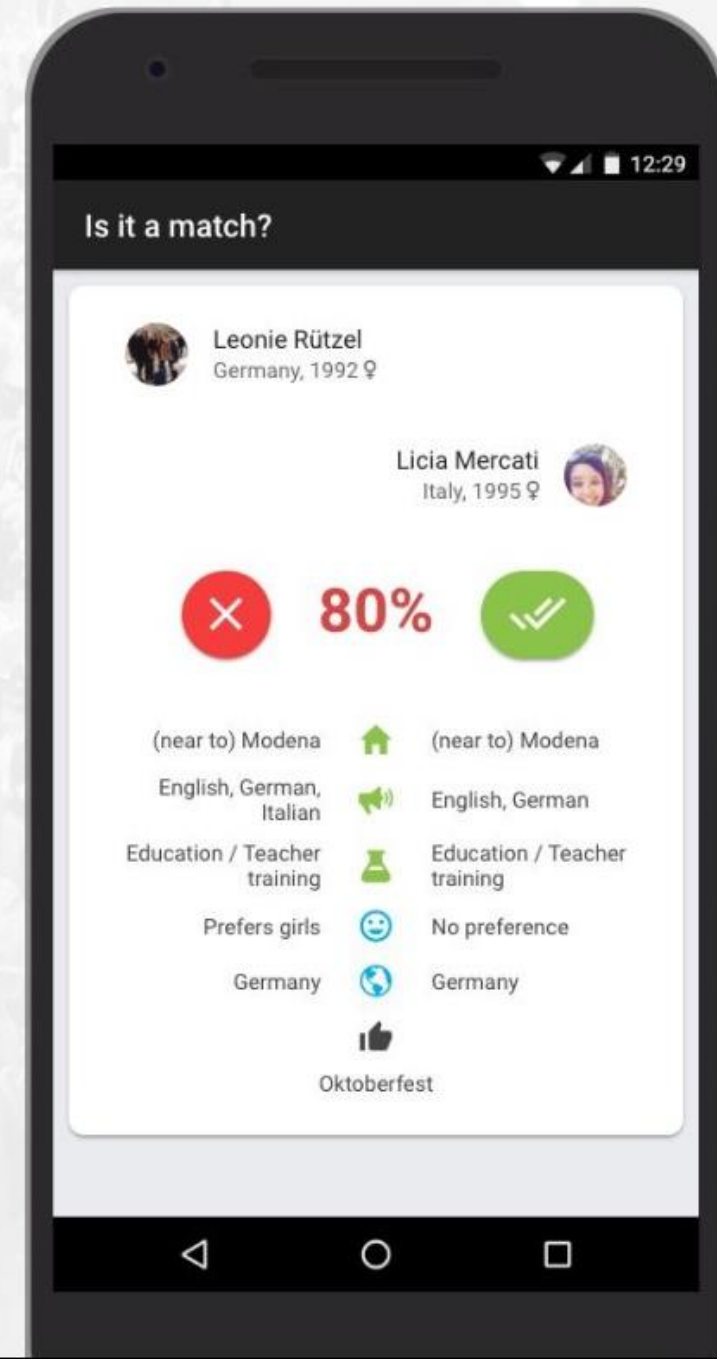 12:29
Is it a match?
Leonie Rützel
Germany, 1992 ♀
Licia Mercati
Italy, 1995 ♀
80%
(near to) Modena
(near to) Modena
English, German,
Italian
English, German
Education / Teacher
training
Education / Teacher
training
Prefers girls
No preference
Germany
Germany
Oktoberfest